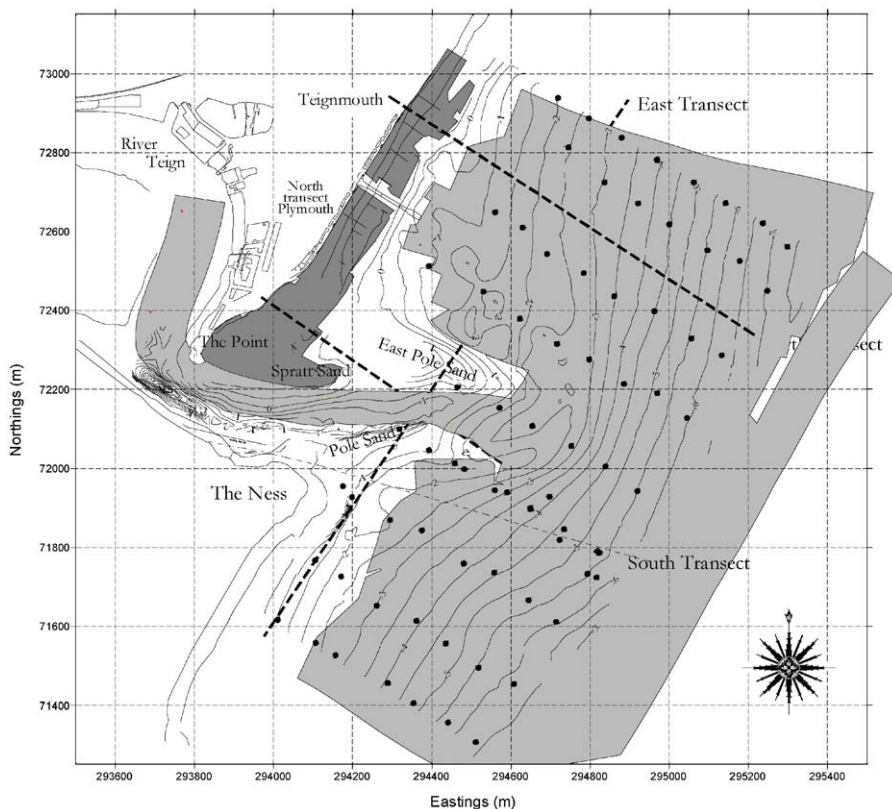 73000
72800
72600
72400
72200
72000
71800
71600
71400
Northings (m)
Teignmouth
East Transect
River
Teign
North
transect
Plymouth
The Point
Spratt Sand
East Pole Sand
Pole Sand
The Ness
South Transect
293600 293800 294000 294200 294400 294600 294800 295000 295200 295400
Eastings (m)